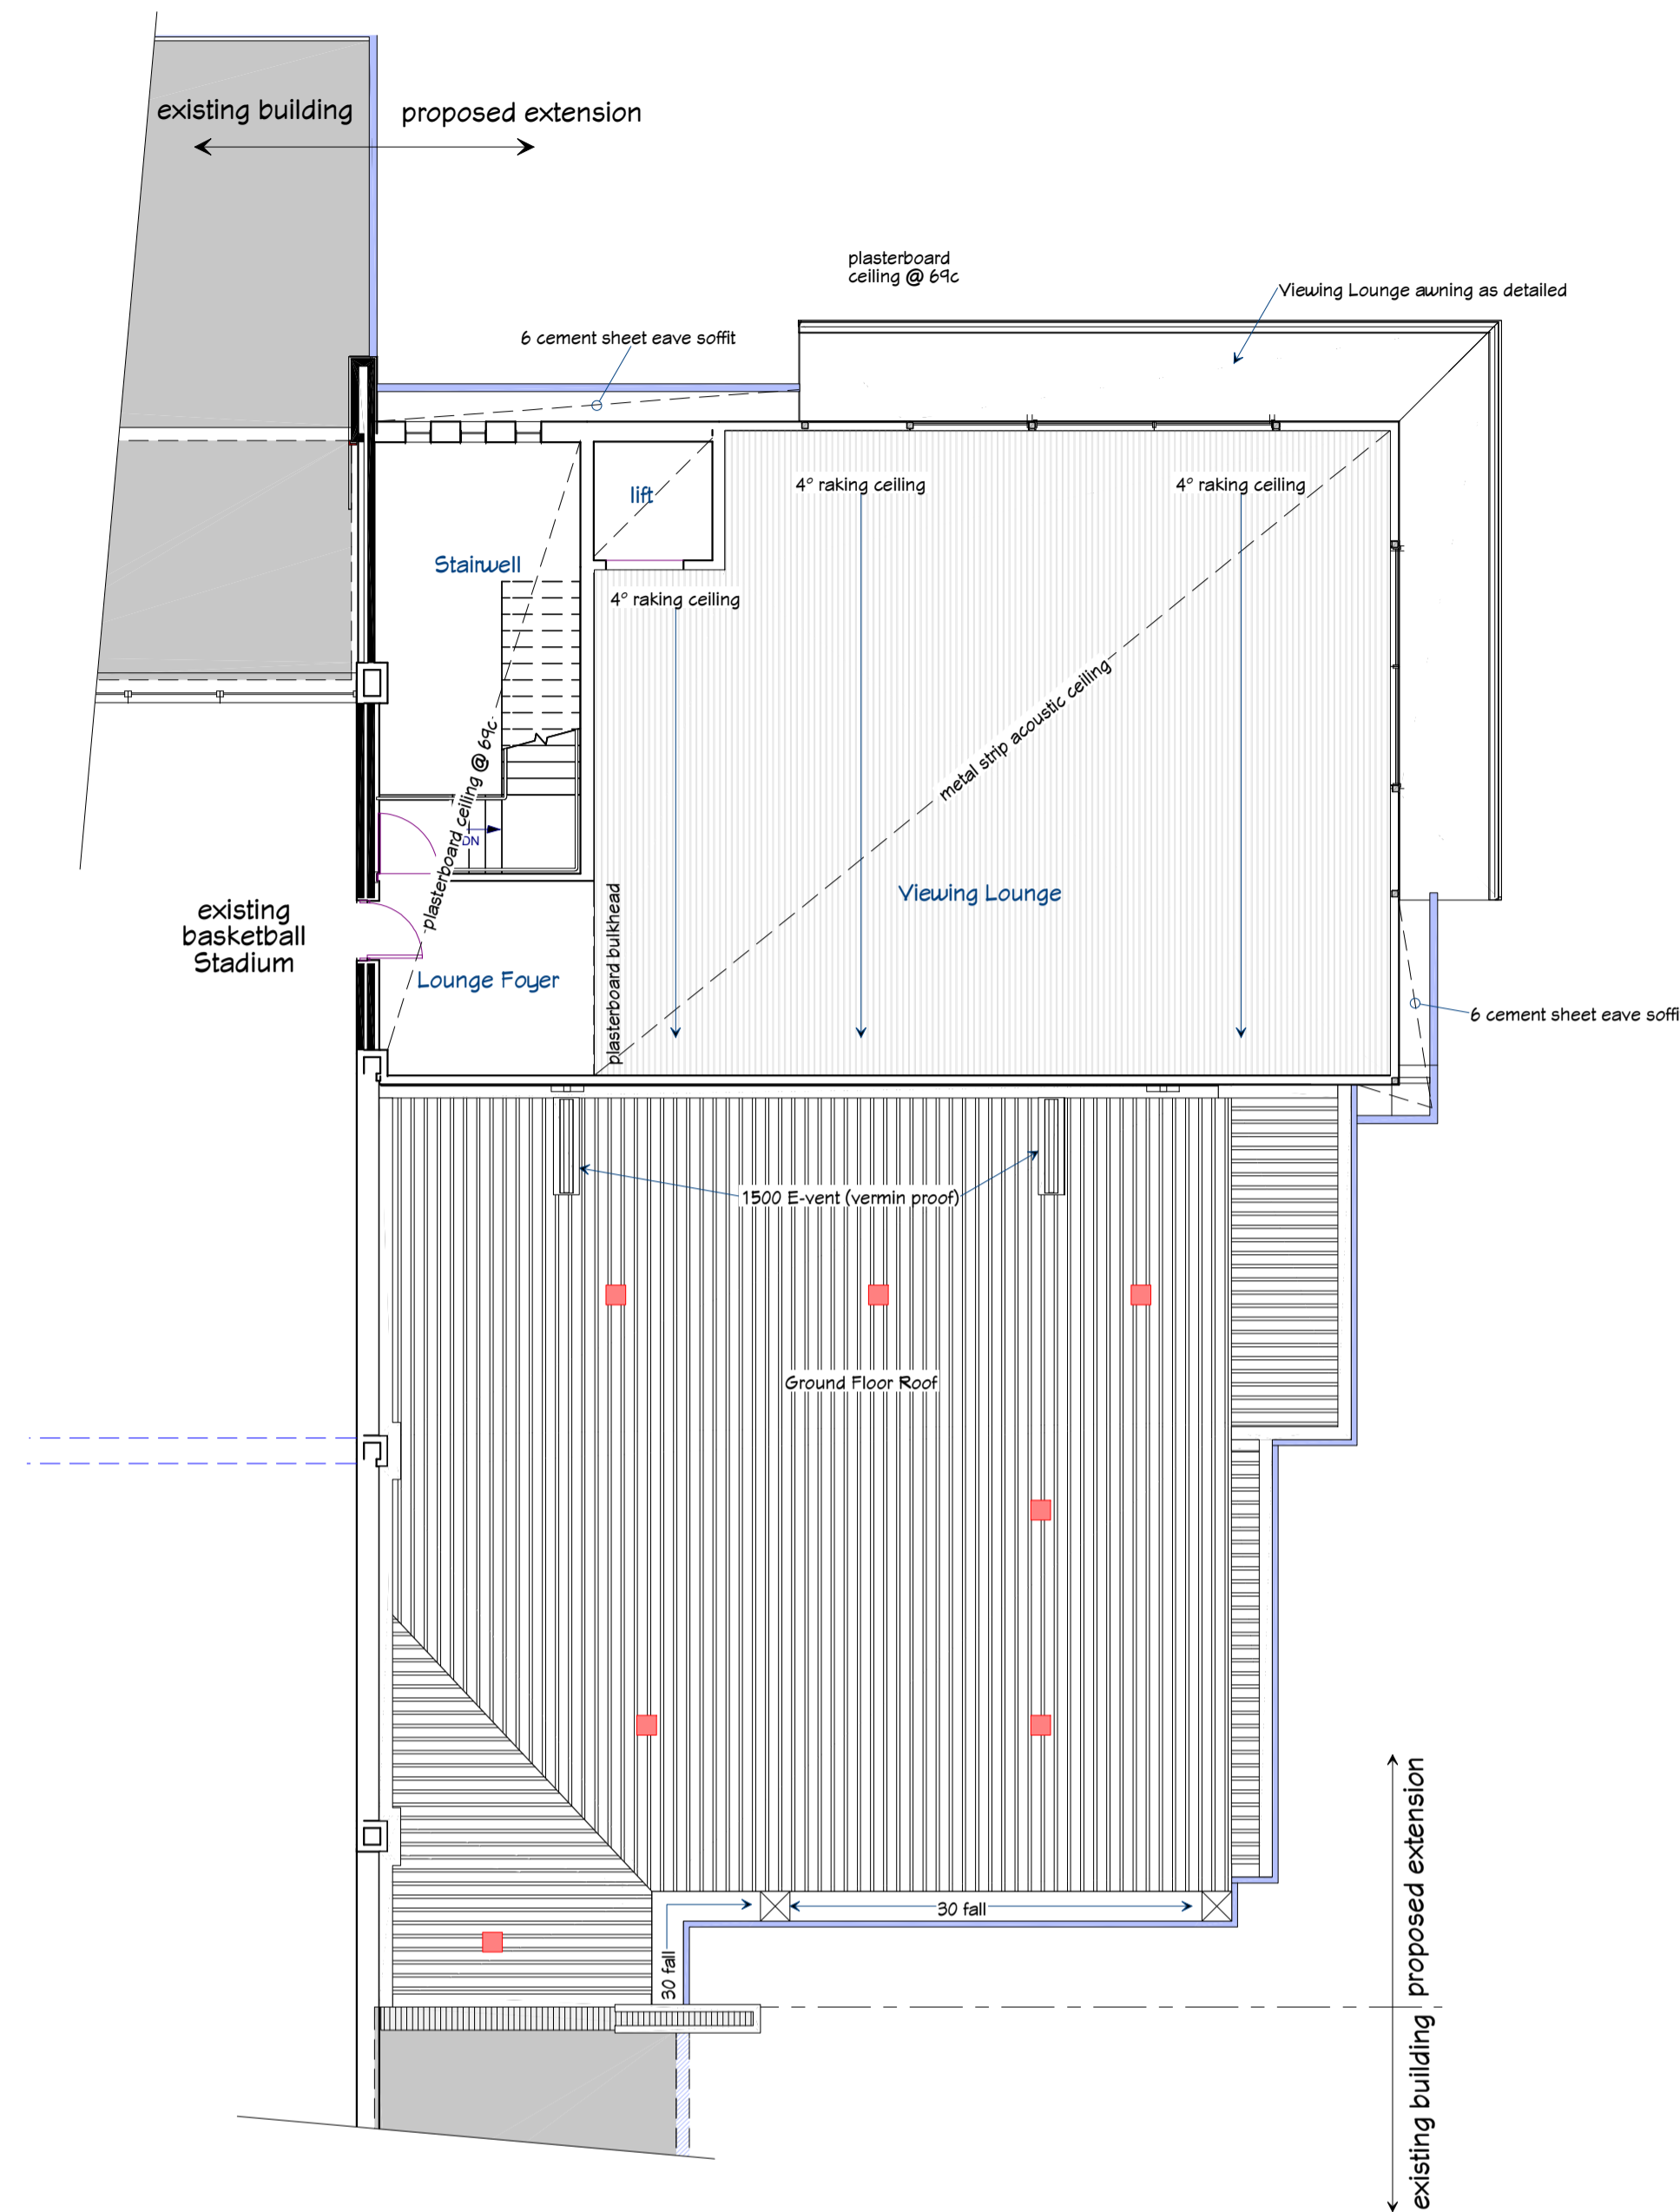 existing building
proposed extension
plasterboard
ceiling @ 69c
Viewing Lounge awning as detailed
6 cement sheet eave soffit
lift
4° raking ceiling
4° raking ceiling
Stairwell
4° raking ceiling
metal strip acoustic ceiling
plasterboard ceiling @ 69c
DN
existing
basketball
Stadium
plasterboard bulkhead
Viewing Lounge
Lounge Foyer
6 cement sheet eave soffi
1500 E-vent (vermin proof)
Ground Floor Roof
30 fall
30 fall
proposed extension
existing building